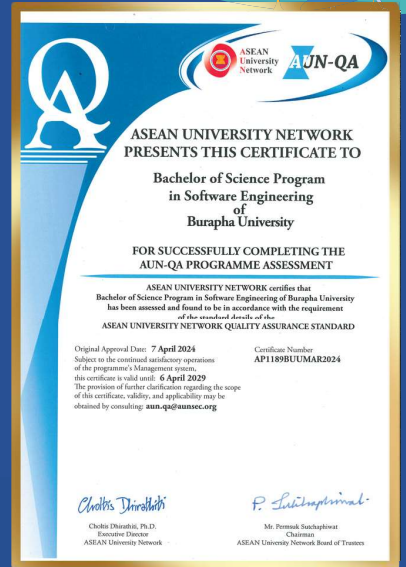 ASEAN
University
Network
AUN-QA
QA
ASEAN UNIVERSITY NETWORK
PRESENTS THIS CERTIFICATE TO
Bachelor of Science Program
in Software Engineering
of
Burapha University
FOR SUCCESSFULLY COMPLETING THE
AUN-QA PROGRAMME ASSESSMENT
ASEAN UNIVERSITY NETWORK certifies that
Bachelor of Science Program in Software Engineering of Burapha University
has been assessed and found to be in accordance with the requirement
of the standard details of the
ASEAN UNIVERSITY NETWORK QUALITY ASSURANCE STANDARD
Original Approval Date: 7 April 2024
Subject to the continued satisfactory operations
of the programme's Management system,
this certificate is valid until: 6 April 2029
The provision of further clarification regarding the scope
of this certificate, validity, and applicability may be
obtained by consulting: aun.qa@aunsec.org
Certificate Number
AP1189BUUMAR2024
Choltis Dhirathiti
Choltis Dhirathiti, Ph.D.
Executive Director
ASEAN University Network
P. Sutchaphiwat
Mr. Permsuk Sutchaphiwat
Chairman
ASEAN University Network Board of Trustees